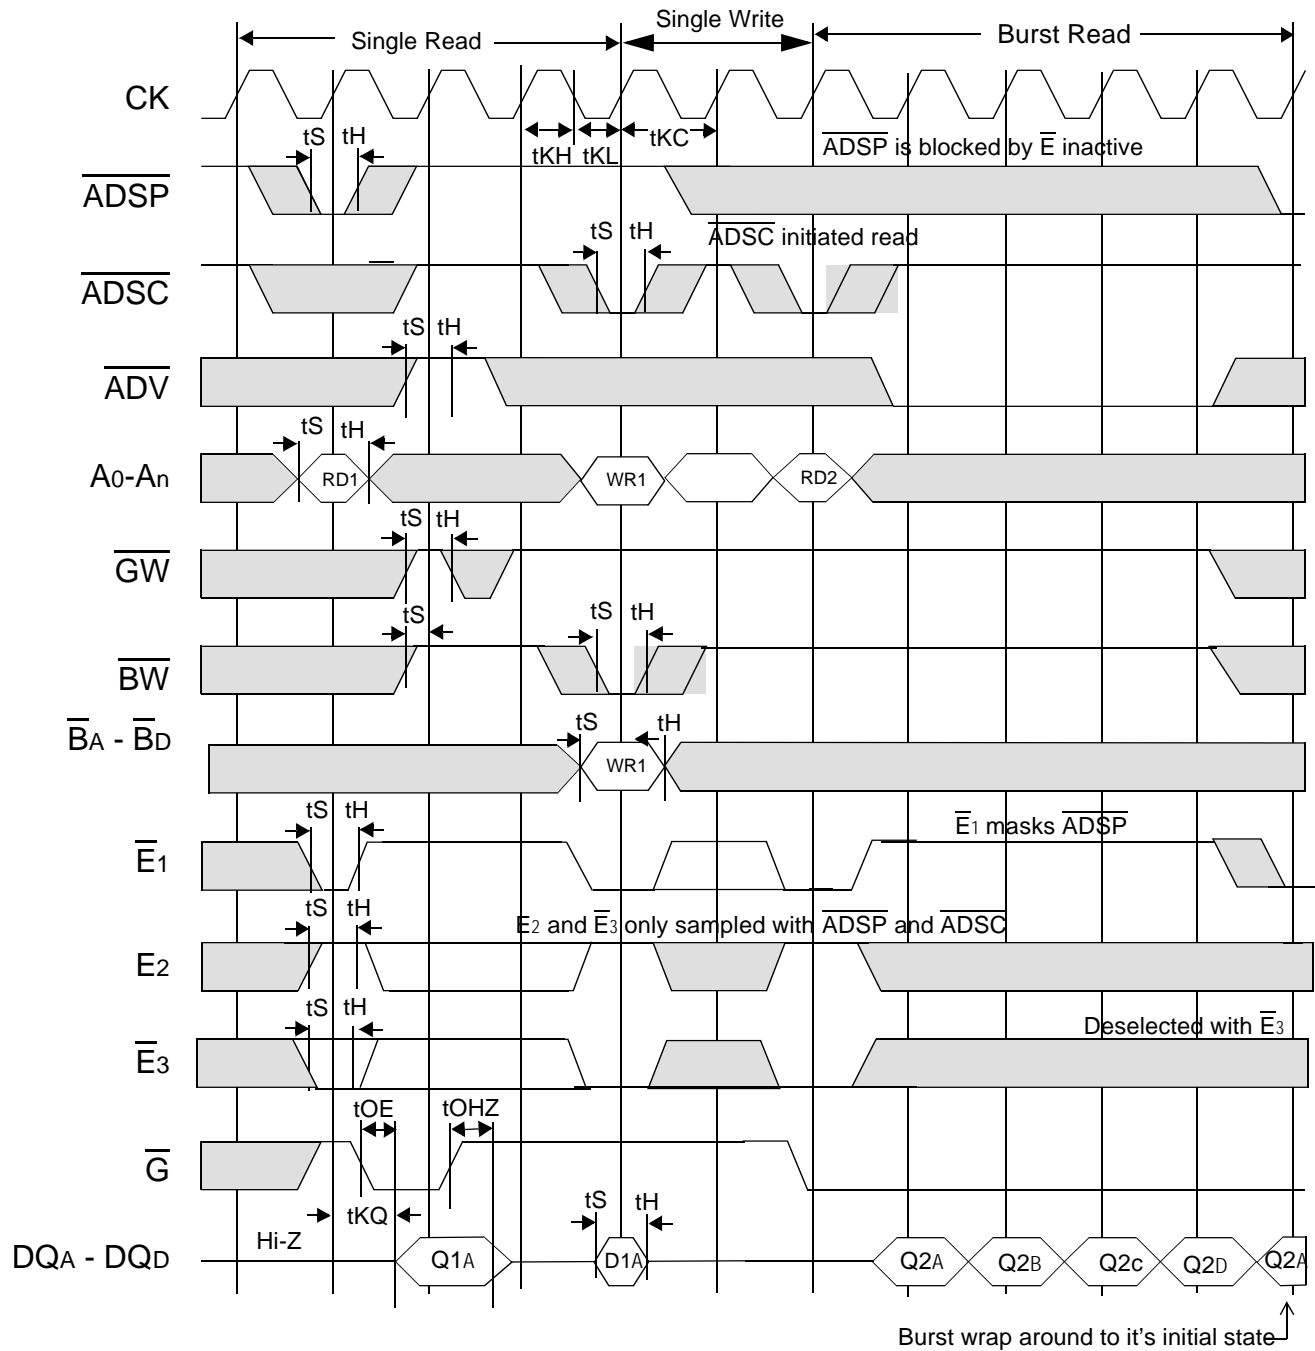 Single Read
Single Write
Burst Read
CK
tS tH
tKH tKL tKC
ADSP is blocked by E inactive
ADSP
tS tH
ADSC initiated read
ADSC
tS tH
ADV
tS tH
A0-An
RD1 WR1 RD2
tS tH
GW
tS
tS tH
BW
BA - BD
tS tH
WR1
tS tH
E1 masks ADSP
E1
tS tH
E2 and E3 only sampled with ADSP and ADSC
E2
tS tH
Deselected with E3
E3
tOE tOHZ
G
tKQ
tS tH
Hi-Z
DQA - DQD
Q1A D1A Q2A Q2B Q2c Q2D Q2A
Burst wrap around to it's initial state